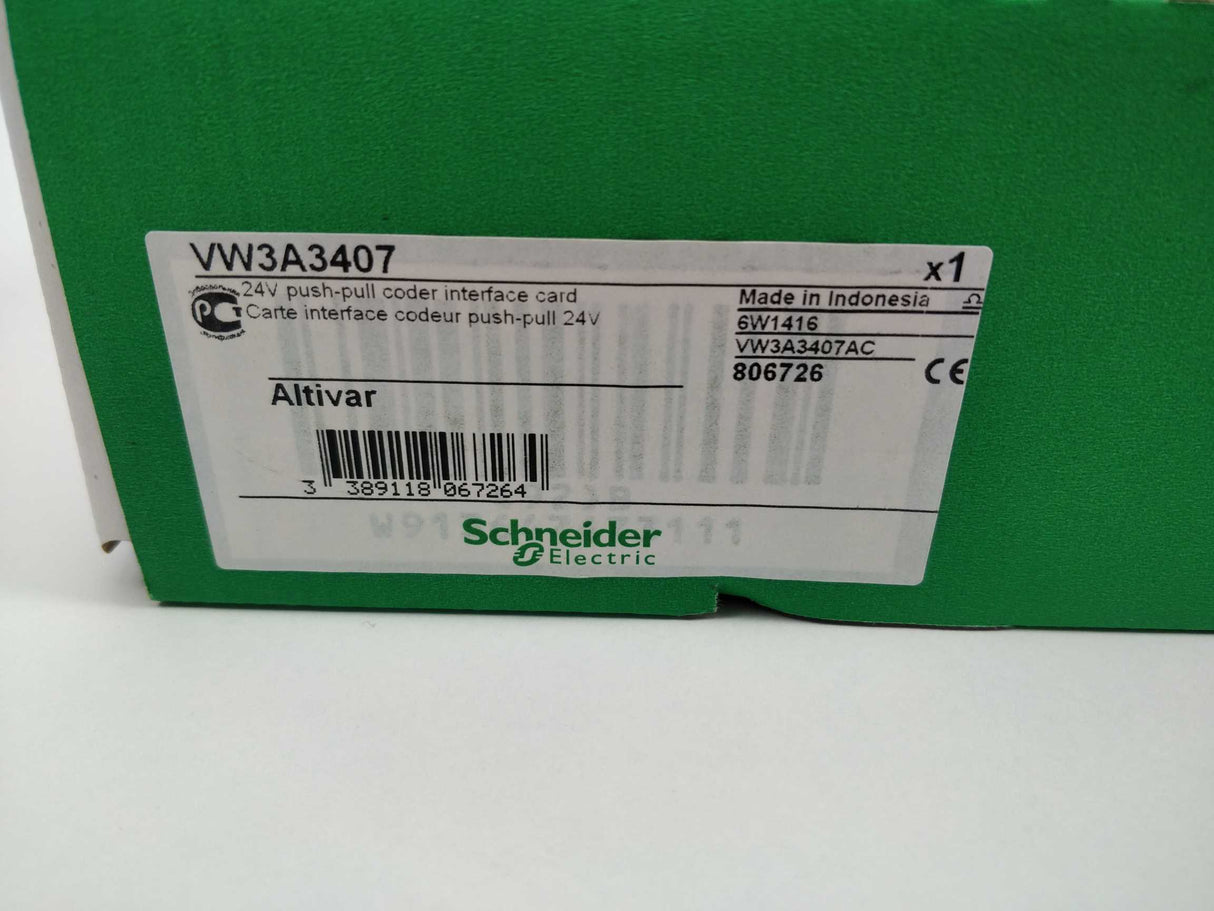 VW3A3407
x1
24V push-pull coder interface card
Carte interface codeur push-pull 24V
Made in Indonesia
6W1416
VW3A3407AC
806726
CE
РСТ
Altivar
3 389118 067264
Schneider
Electric